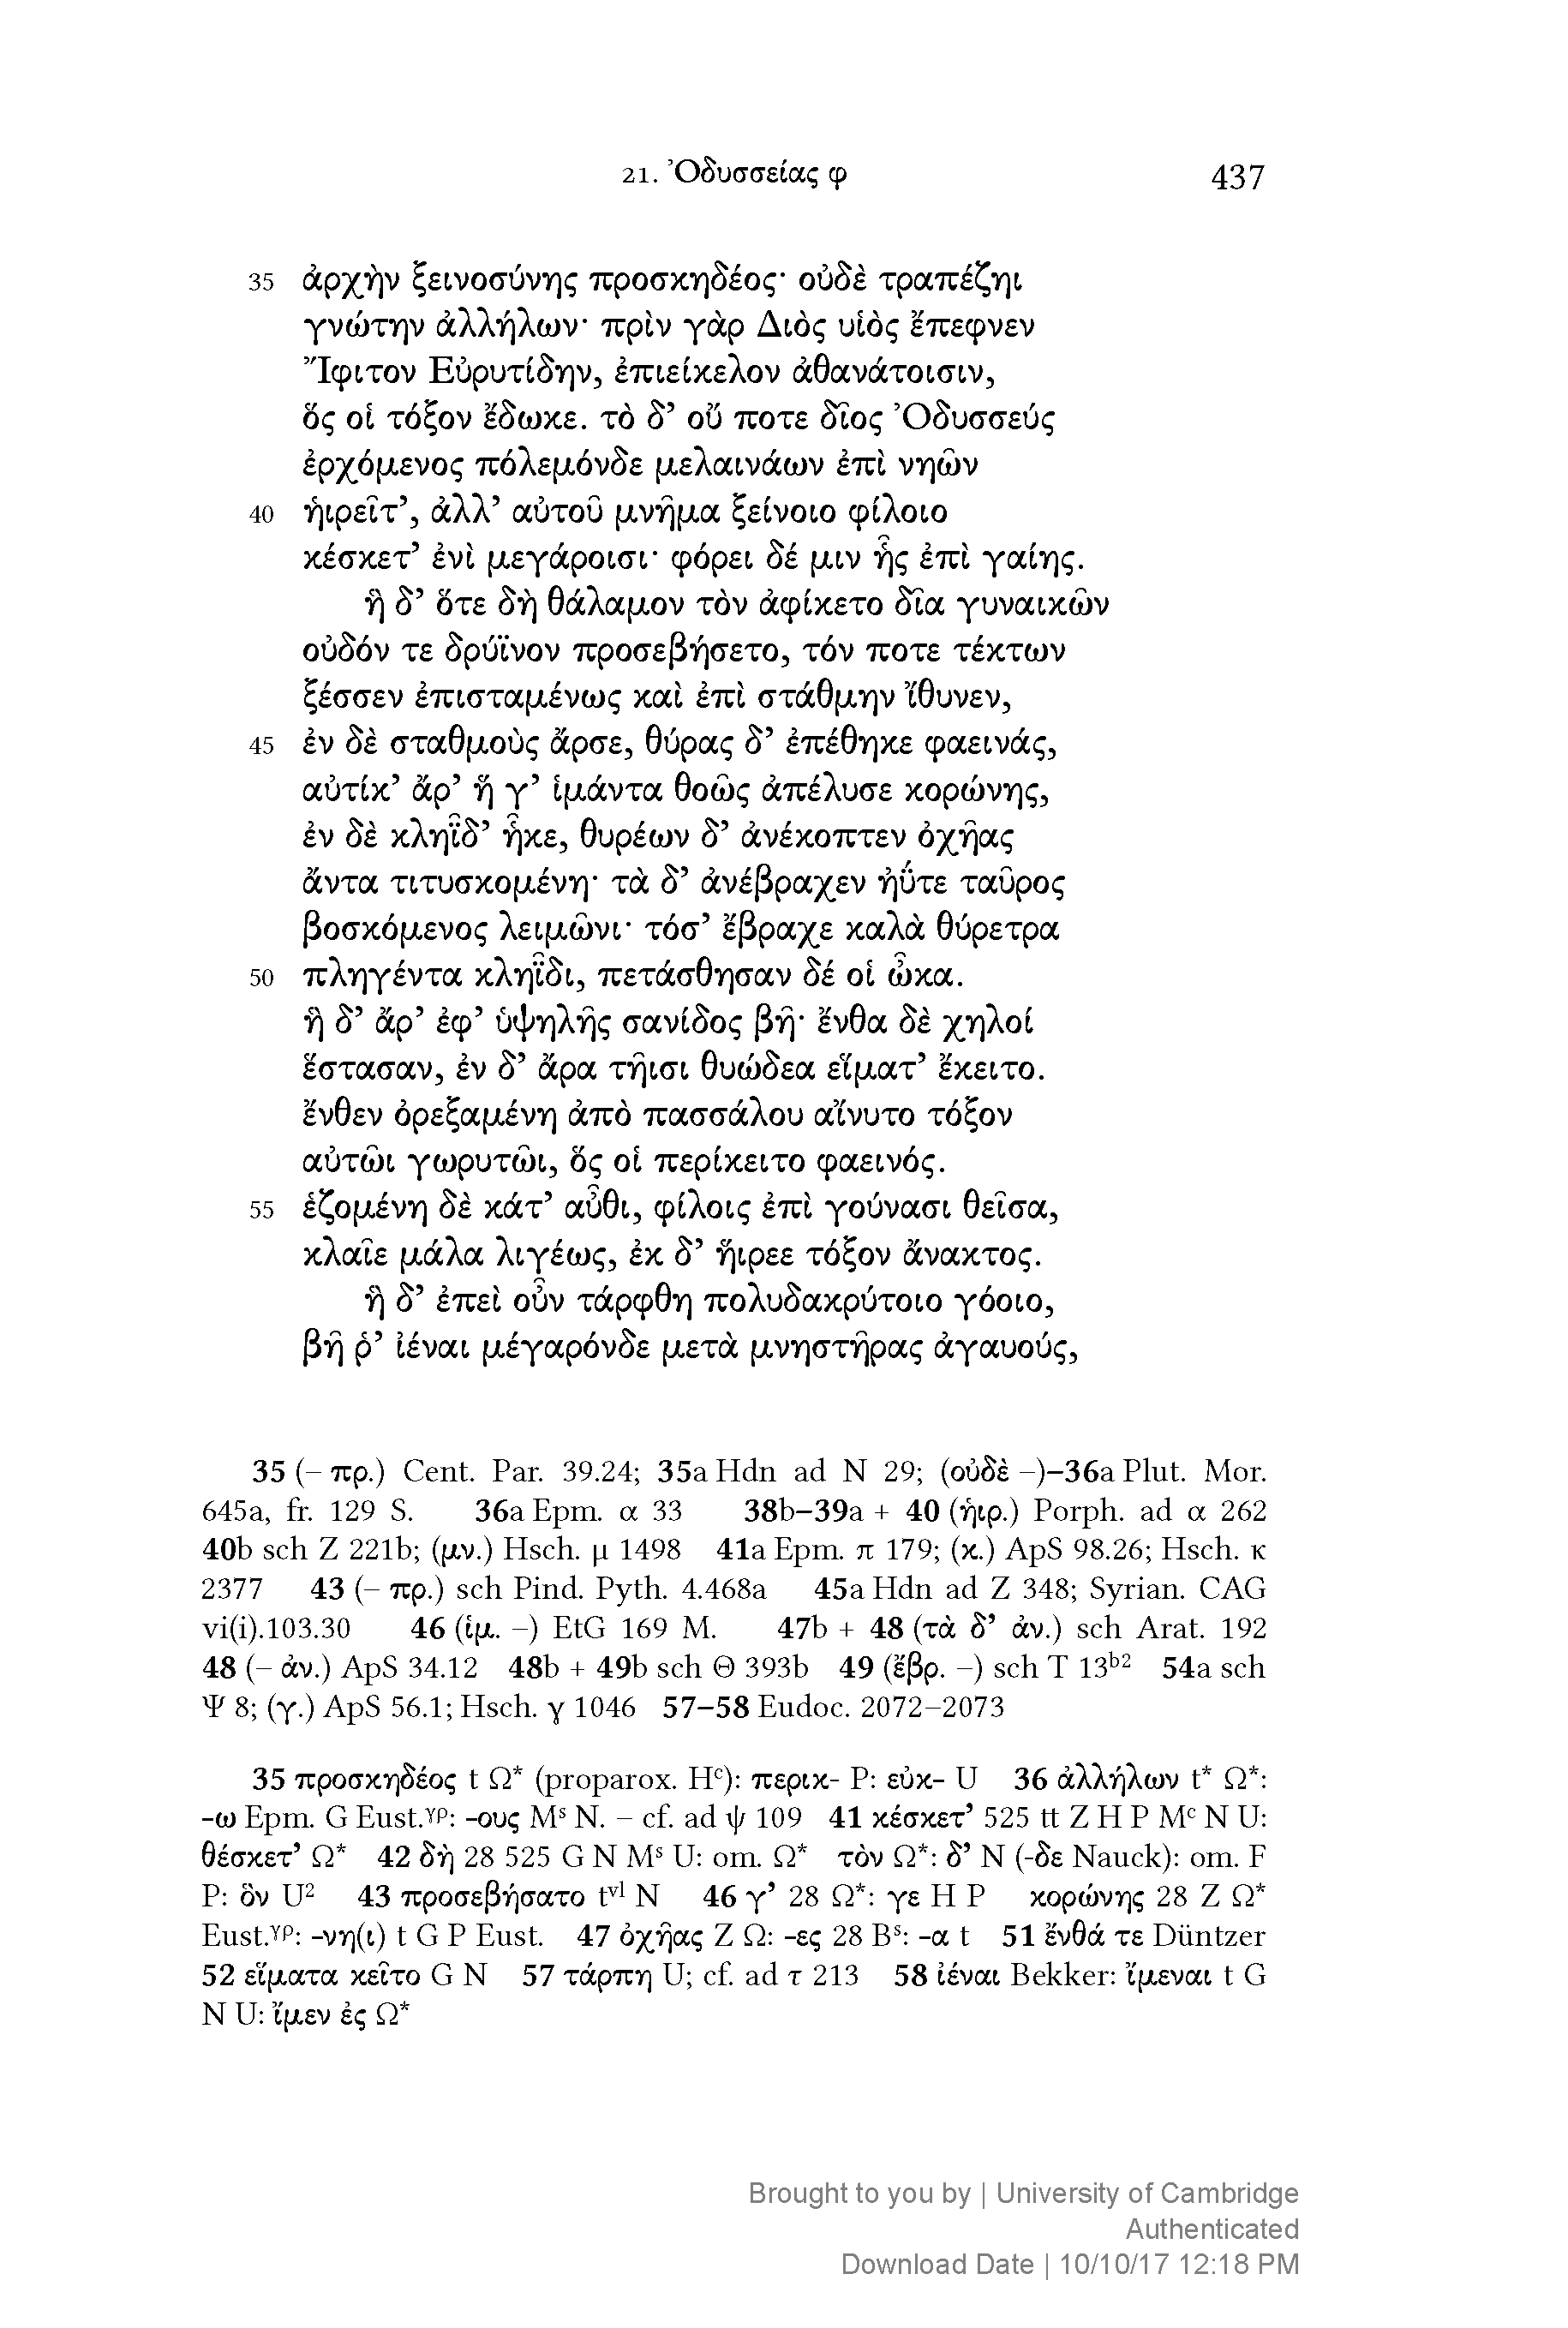 21. Ὀδυσσείας φ 437
35 ἀρχὴν ξεινοσύνης προσκηδέος· οὐδὲ τραπέζηι
γνώτην ἀλλήλων· πρὶν γὰρ Διὸς υἱὸς ἔπεφνεν
Ἴφιτον Εὐρυτίδην, ἐπιείκελον ἀθανάτοισιν,
ὅς οἱ τόξον ἔδωκε. τὸ δ’ οὔ ποτε δῖος Ὀδυσσεύς
ἐρχόμενος πόλεμόνδε μελαινάων ἐπὶ νηῶν
40 ἡιρεῖτ’, ἀλλ’ αὐτοῦ μνῆμα ξείνοιο φίλοιο
κέσκετ’ ἐνὶ μεγάροισι· φόρει δέ μιν ἧς ἐπὶ γαίης.
ἣ δ’ ὅτε δὴ θάλαμον τὸν ἀφίκετο δῖα γυναικῶν
οὐδόν τε δρύϊνον προσεβήσετο, τόν ποτε τέκτων
ξέσσεν ἐπισταμένως καὶ ἐπὶ στάθμην ἴθυνεν,
45 ἐν δὲ σταθμοὺς ἄρσε, θύρας δ’ ἐπέθηκε φαεινάς,
αὐτίκ’ ἄρ’ ἥ γ’ ἱμάντα θοῶς ἀπέλυσε κορώνης,
ἐν δὲ κληῖδ’ ἧκε, θυρέων δ’ ἀνέκοπτεν ὀχῆας
ἄντα τιτυσκομένη· τὰ δ’ ἀνέβραχεν ἠΰτε ταῦρος
βοσκόμενος λειμῶνι· τόσ’ ἔβραχε καλὰ θύρετρα
50 πληγέντα κληῖδι, πετάσθησαν δέ οἱ ὦκα.
ἣ δ’ ἄρ’ ἐφ’ ὑψηλῆς σανίδος βῆ· ἔνθα δὲ χηλοί
ἕστασαν, ἐν δ’ ἄρα τῆισι θυώδεα εἵματ’ ἔκειτο.
ἔνθεν ὀρεξαμένη ἀπὸ πασσάλου αἴνυτο τόξον
αὐτῶι γωρυτῶι, ὅς οἱ περίκειτο φαεινός.
55 ἑζομένη δὲ κάτ’ αὖθι, φίλοις ἐπὶ γούνασι θεῖσα,
κλαῖε μάλα λιγέως, ἐκ δ’ ἥιρεε τόξον ἄνακτος.
ἣ δ’ ἐπεὶ οὖν τάρφθη πολυδακρύτοιο γόοιο,
βῆ ῥ’ ἰέναι μέγαρόνδε μετὰ μνηστῆρας ἀγαυούς,
35 (– πρ.) Cent. Par. 39.24; 35a Hdn ad N 29; (οὐδὲ –)–36a Plut. Mor.
645a, fr. 129 S. 36a Epm. α 33 38b–39a + 40 (ἡιρ.) Porph. ad α 262
40b sch Z 221b; (μν.) Hsch. μ 1498 41a Epm. π 179; (κ.) ApS 98.26; Hsch. κ
2377 43 (– πρ.) sch Pind. Pyth. 4.468a 45a Hdn ad Z 348; Syrian. CAG
vi(i).103.30 46 (ἱμ. –) EtG 169 M. 47b + 48 (τὰ δ’ ἀν.) sch Arat. 192
48 (– ἀν.) ApS 34.12 48b + 49b sch Θ 393b 49 (ἔβρ. –) sch T 13ᵇ² 54a sch
Ψ 8; (γ.) ApS 56.1; Hsch. γ 1046 57–58 Eudoc. 2072–2073
35 προσκηδέος t Ω* (proparox. Hᶜ): περικ- P: εὐκ- U 36 ἀλλήλων t* Ω*:
-ω Epm. G Eust.ᵞᵖ: -ους Mˢ N. – cf. ad ψ 109 41 κέσκετ’ 525 tt Z H P Mᶜ N U:
θέσκετ’ Ω* 42 δὴ 28 525 G N Mˢ U: om. Ω* τὸν Ω*: δ’ N (-δε Nauck): om. F
P: ὃν U² 43 προσεβήσατο tᵛˡ N 46 γ’ 28 Ω*: γε H P κορώνης 28 Z Ω*
Eust.ᵞᵖ: -νη(ι) t G P Eust. 47 ὀχῆας Z Ω: -ες 28 Bˢ: -α t 51 ἔνθά τε Düntzer
52 εἵματα κεῖτο G N 57 τάρπη U; cf. ad τ 213 58 ἰέναι Bekker: ἴμεναι t G
N U: ἴμεν ἐς Ω*
Brought to you by | University of Cambridge
Authenticated
Download Date | 10/10/17 12:18 PM